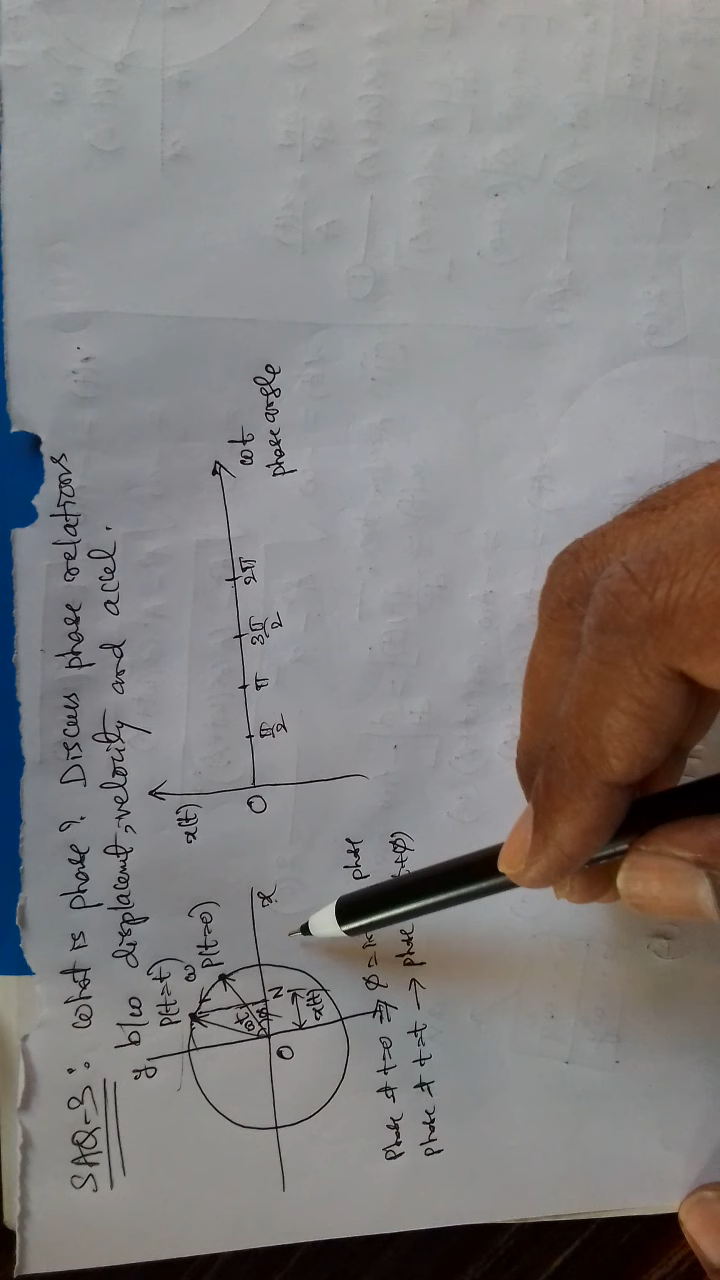 SAQ-3: What is phase? Discuss phase relations
b/w displacemt, velocity and accel.
y
P(t=t)
ω
P(t=0)
ωt
φ
O
N
x
x(t)
x(t)
O
π/2
π
3π/2
2π
ωt
phase angle
Phase at t=0 ⇒ φ = phase
phase at t=t → phase t+φ)